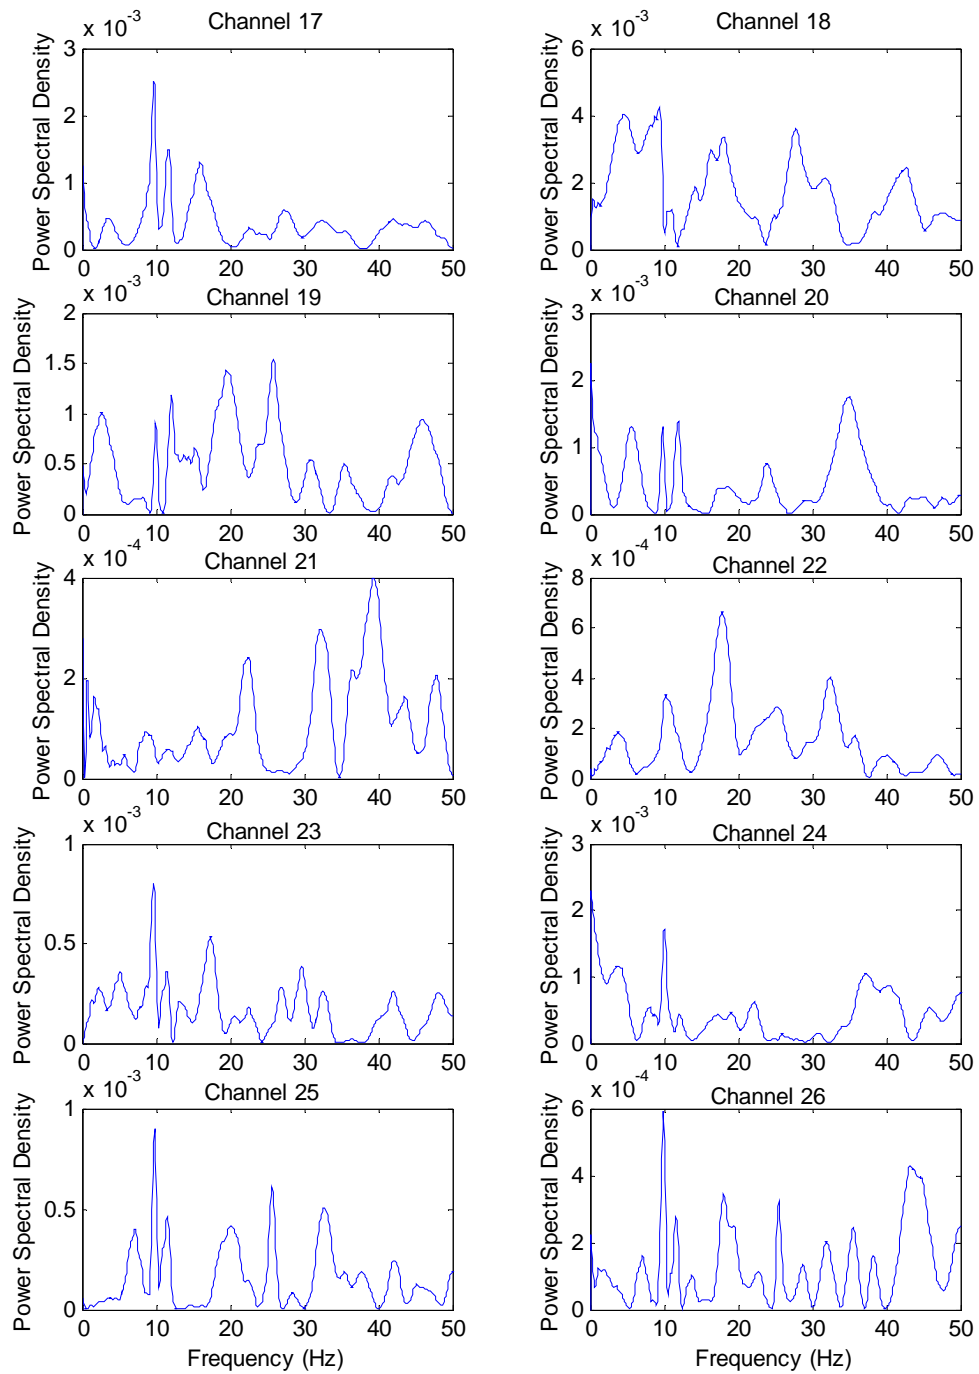 x 10^-3 Channel 17
Power Spectral Density
3
2
1
0
0 10 20 30 40 50
x 10^-3 Channel 18
Power Spectral Density
6
4
2
0
0 10 20 30 40 50
x 10^-3 Channel 19
Power Spectral Density
2
1.5
1
0.5
0
0 10 20 30 40 50
x 10^-3 Channel 20
Power Spectral Density
3
2
1
0
0 10 20 30 40 50
x 10^-4 Channel 21
Power Spectral Density
4
2
0
0 10 20 30 40 50
x 10^-4 Channel 22
Power Spectral Density
8
6
4
2
0
0 10 20 30 40 50
x 10^-3 Channel 23
Power Spectral Density
1
0.5
0
0 10 20 30 40 50
x 10^-3 Channel 24
Power Spectral Density
3
2
1
0
0 10 20 30 40 50
x 10^-3 Channel 25
Power Spectral Density
1
0.5
0
0 10 20 30 40 50
Frequency (Hz)
x 10^-4 Channel 26
Power Spectral Density
6
4
2
0
0 10 20 30 40 50
Frequency (Hz)